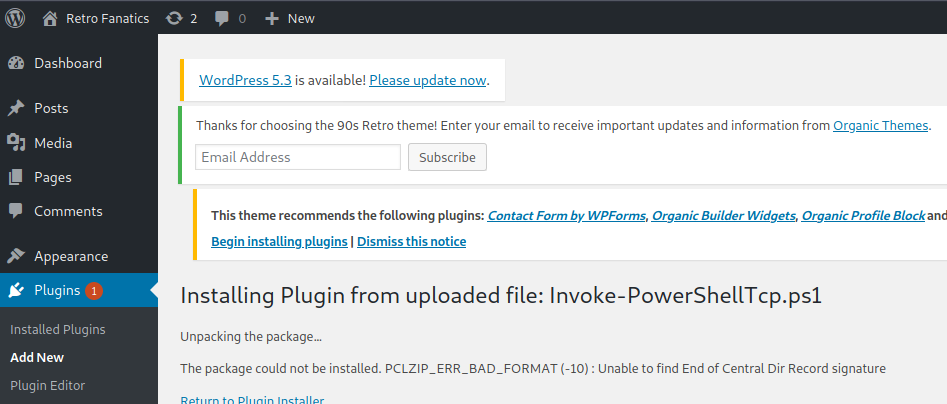 Retro Fanatics 2 0 New
Dashboard
Posts
Media
Pages
Comments
Appearance
Plugins 1
Installed Plugins
Add New
Plugin Editor
WordPress 5.3 is available! Please update now.
Thanks for choosing the 90s Retro theme! Enter your email to receive important updates and information from Organic Themes.
Email Address Subscribe
This theme recommends the following plugins: Contact Form by WPForms, Organic Builder Widgets, Organic Profile Block and
Begin installing plugins | Dismiss this notice
Installing Plugin from uploaded file: Invoke-PowerShellTcp.ps1
Unpacking the package…
The package could not be installed. PCLZIP_ERR_BAD_FORMAT (-10) : Unable to find End of Central Dir Record signature
Return to Plugin Installer